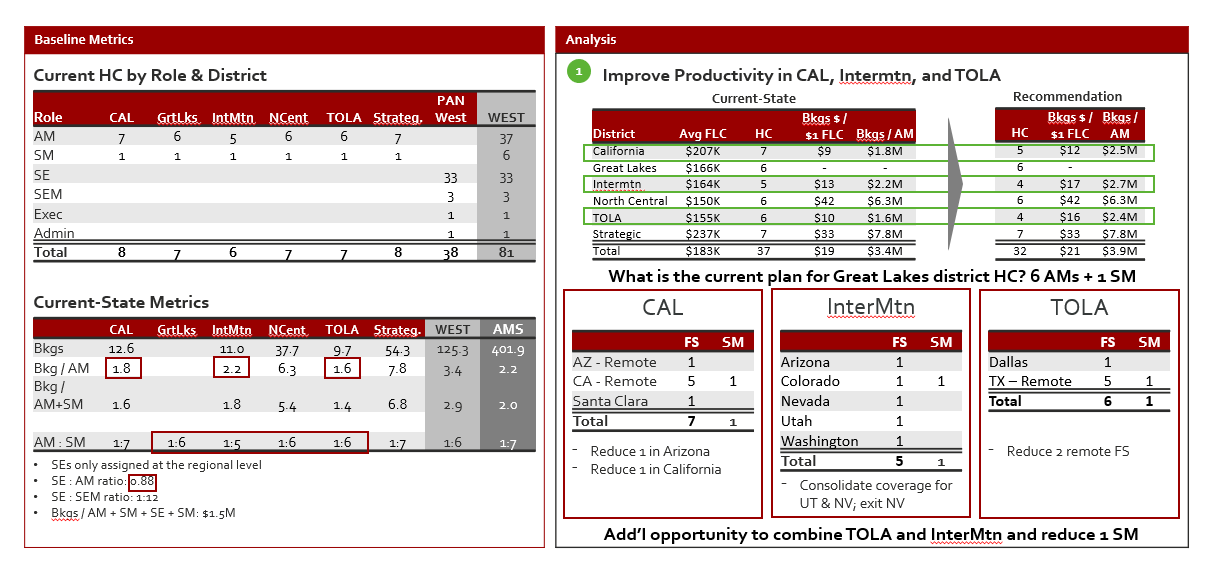 Baseline Metrics
Current HC by Role & District
PAN
Role CAL GrtLks IntMtn NCent TOLA Strateg. West WEST
AM 7 6 5 6 6 7 37
SM 1 1 1 1 1 1 6
SE 33 33
SEM 3 3
Exec 1 1
Admin 1 1
Total 8 7 6 7 7 8 38 81
Current-State Metrics
CAL GrtLks IntMtn NCent TOLA Strateg. WEST AMS
Bkgs 12.6 11.0 37.7 9.7 54.3 125.3 401.9
Bkg / AM 1.8 2.2 6.3 1.6 7.8 3.4 2.2
Bkg /
AM+SM 1.6 1.8 5.4 1.4 6.8 2.9 2.0
AM : SM 1:7 1:6 1:5 1:6 1:6 1:7 1:6 1:7
• SEs only assigned at the regional level
• SE : AM ratio: 0.88
• SE : SEM ratio: 1:12
• Bkgs / AM + SM + SE + SM: $1.5M
Analysis
1 Improve Productivity in CAL, Intermtn, and TOLA
Current-State
Bkgs $ /
District Avg FLC HC $1 FLC Bkgs / AM
California $207K 7 $9 $1.8M
Great Lakes $166K 6 - -
Intermtn $164K 5 $13 $2.2M
North Central $150K 6 $42 $6.3M
TOLA $155K 6 $10 $1.6M
Strategic $237K 7 $33 $7.8M
Total $183K 37 $19 $3.4M
Recommendation
Bkgs $ / Bkgs /
HC $1 FLC AM
5 $12 $2.5M
6 -
4 $17 $2.7M
6 $42 $6.3M
4 $16 $2.4M
7 $33 $7.8M
32 $21 $3.9M
What is the current plan for Great Lakes district HC? 6 AMs + 1 SM
CAL
FS SM
AZ - Remote 1
CA - Remote 5 1
Santa Clara 1
Total 7 1
- Reduce 1 in Arizona
- Reduce 1 in California
InterMtn
FS SM
Arizona 1
Colorado 1 1
Nevada 1
Utah 1
Washington 1
Total 5 1
- Consolidate coverage for
UT & NV; exit NV
TOLA
FS SM
Dallas 1
TX – Remote 5 1
Total 6 1
- Reduce 2 remote FS
Add'l opportunity to combine TOLA and InterMtn and reduce 1 SM